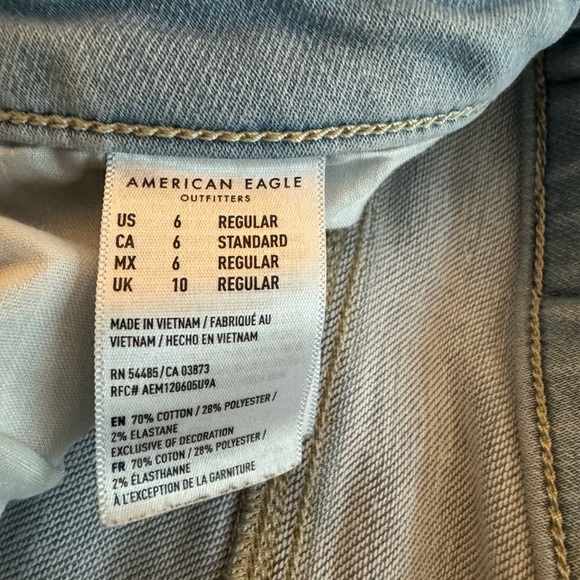 AMERICAN EAGLE
OUTFITTERS
US 6 REGULAR
CA 6 STANDARD
MX 6 REGULAR
UK 10 REGULAR
MADE IN VIETNAM / FABRIQUÉ AU
VIETNAM / HECHO EN VIETNAM
RN 54485/CA 03873
RFC# AEM120605U9A
EN 70% COTTON / 28% POLYESTER /
2% ELASTANE
EXCLUSIVE OF DECORATION
FR 70% COTON / 28% POLYESTER /
2% ÉLASTHANNE
À L'EXCEPTION DE LA GARNITURE